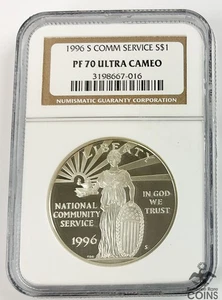 1996 S COMM SERVICE S$1
PF 70 ULTRA CAMEO
3198667-016
NUMISMATIC GUARANTY CORPORATION
LIBERTY
NATIONAL
COMMUNITY
SERVICE
1996
IN GOD
WE
TRUST
S
COINS